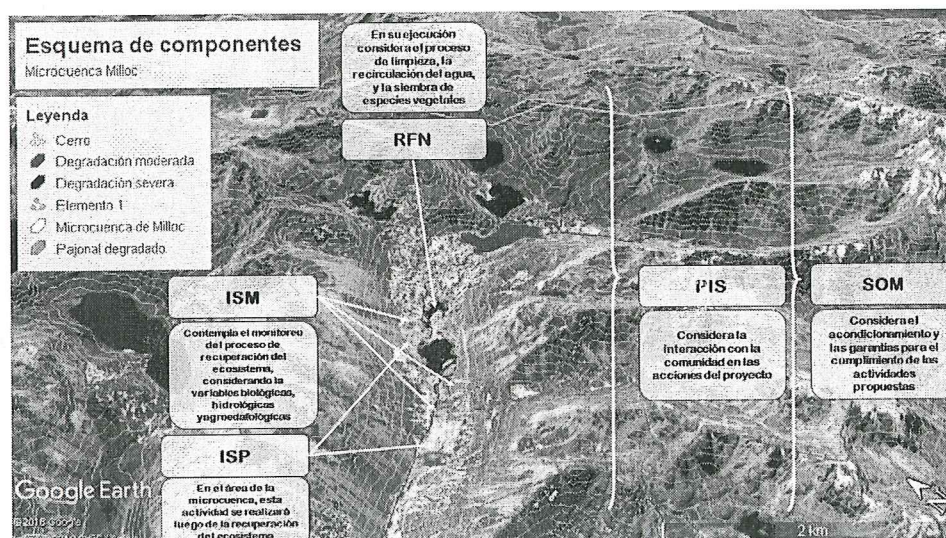 Esquema de componentes
Microcuenca Milloc
Leyenda
Cerro
Degradación moderada
Degradación severa
Elemento 1
Microcuenca de Milloc
Pajonal degradado
En su ejecución
considera el proceso
de limpieza, la
recirculación del agua,
y la siembra de
especies vegetales
RFN
ISM
Contempla el monitoreo
del proceso de
recuperación del
ecosistema,
considerando la
variables biológicas,
hidrológicas
yagroedafológicas
ISP
En el área de la
microcuenca, esta
actividad se realizará
luego de la recuperación
del ecosistema
PIS
Considera la
interacción con la
comunidad en las
acciones del proyecto
SOM
Considera el
acondicionamiento y
las garantías para el
cumplimiento de las
actividades
propuestas
Google Earth
©2018 Google
2 km
N